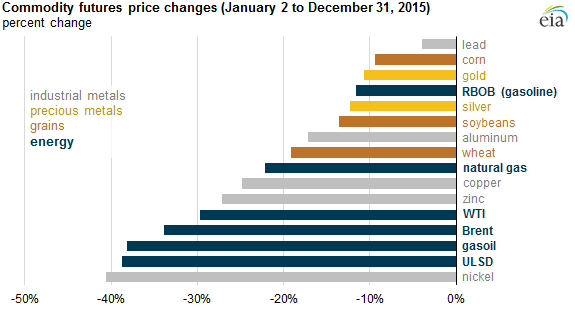 Commodity futures price changes (January 2 to December 31, 2015)
percent change
eia
lead
corn
gold
RBOB (gasoline)
silver
soybeans
aluminum
wheat
natural gas
copper
zinc
WTI
Brent
gasoil
ULSD
nickel
industrial metals
precious metals
grains
energy
-50% -40% -30% -20% -10% 0%